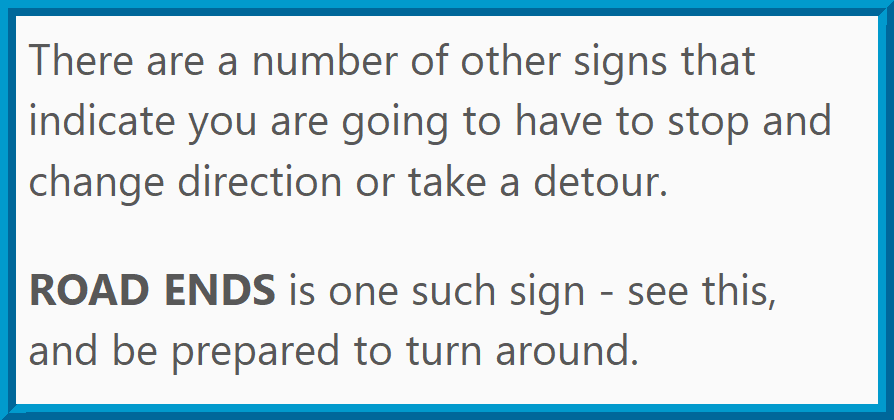 There are a number of other signs that
indicate you are going to have to stop and
change direction or take a detour.
ROAD ENDS is one such sign - see this,
and be prepared to turn around.